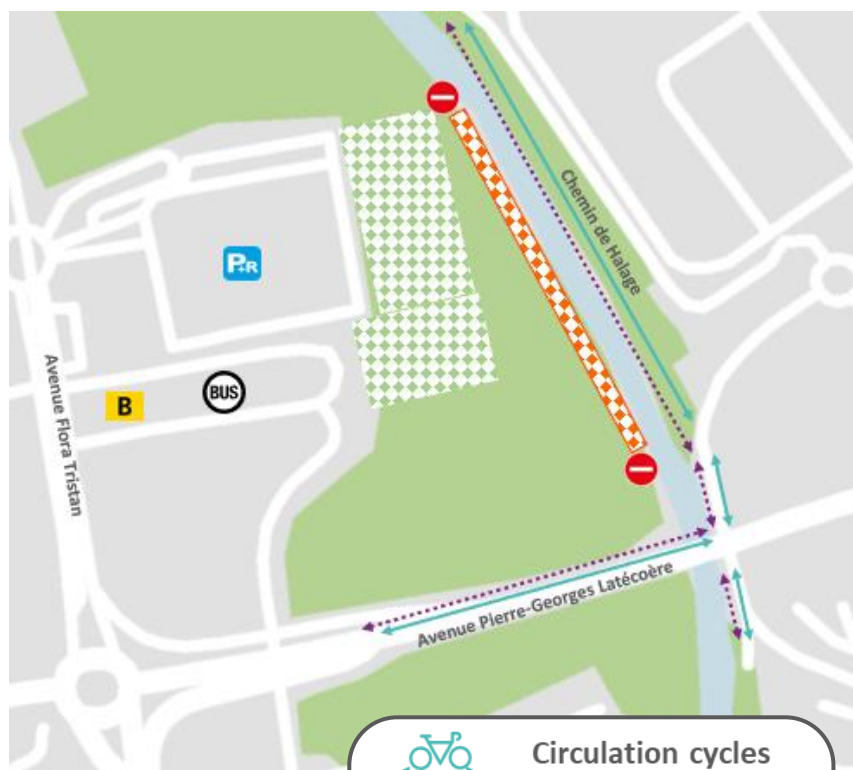 Chemin de Halage
P+R
Avenue Flora Tristan
B
BUS
Avenue Pierre-Georges Latécoère
Circulation cycles